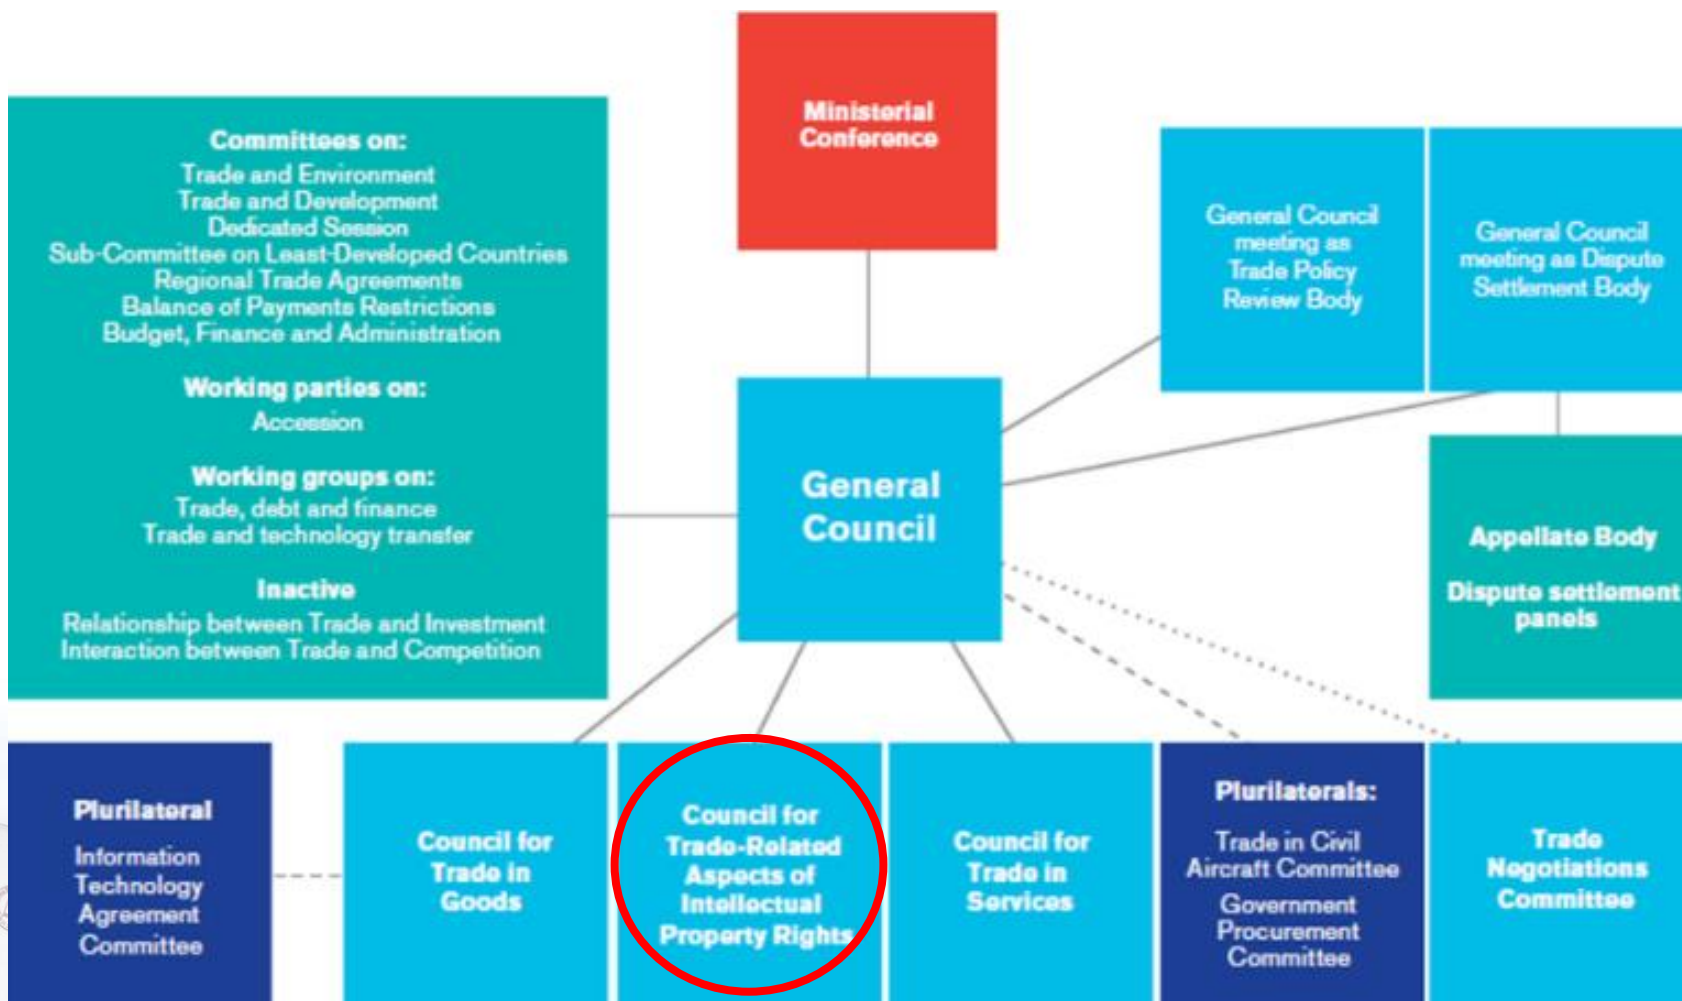 Ministerial
Conference
Committees on:
Trade and Environment
Trade and Development
Dedicated Session
Sub-Committee on Least-Developed Countries
Regional Trade Agreements
Balance of Payments Restrictions
Budget, Finance and Administration
Working parties on:
Accession
Working groups on:
Trade, debt and finance
Trade and technology transfer
Inactive
Relationship between Trade and Investment
Interaction between Trade and Competition
General Council
meeting as
Trade Policy
Review Body
General Council
meeting as Dispute
Settlement Body
General
Council
Appellate Body
Dispute settlement
panels
Plurilateral
Information
Technology
Agreement
Committee
Council for
Trade in
Goods
Council for
Trade-Related
Aspects of
Intellectual
Property Rights
Council for
Trade in
Services
Plurilaterals:
Trade in Civil
Aircraft Committee
Government
Procurement
Committee
Trade
Negotiations
Committee